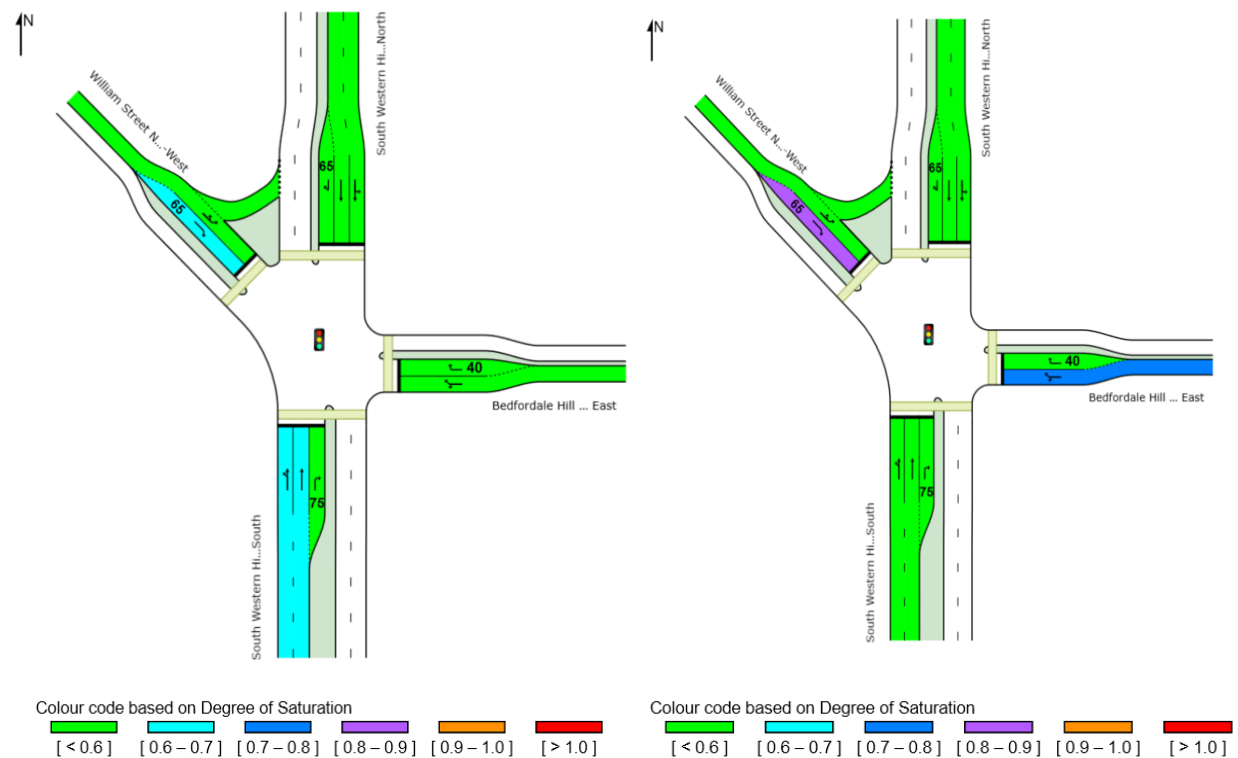 N
William Street N...-West
South Western Hi...North
65
65
40
Bedfordale Hill ... East
75
South Western Hi...South
Colour code based on Degree of Saturation
[ < 0.6 ] [ 0.6 – 0.7 ] [ 0.7 – 0.8 ] [ 0.8 – 0.9 ] [ 0.9 – 1.0 ] [ > 1.0 ]
N
William Street N...-West
South Western Hi...North
65
65
40
Bedfordale Hill ... East
75
South Western Hi...South
Colour code based on Degree of Saturation
[ < 0.6 ] [ 0.6 – 0.7 ] [ 0.7 – 0.8 ] [ 0.8 – 0.9 ] [ 0.9 – 1.0 ] [ > 1.0 ]